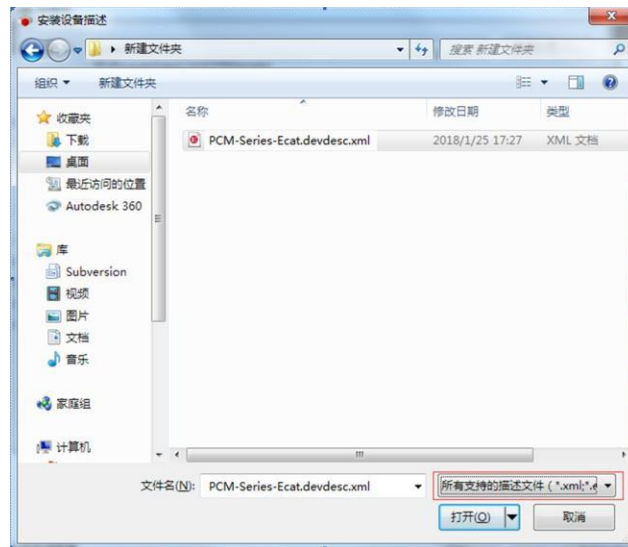 安装设备描述
新建文件夹
搜索 新建文件夹
组织 新建文件夹
名称 修改日期 类型
收藏夹
下载
桌面
最近访问的位置
Autodesk 360
库
Subversion
视频
图片
文档
音乐
家庭组
计算机
PCM-Series-Ecat.devdesc.xml 2018/1/25 17:27 XML 文档
文件名(N): PCM-Series-Ecat.devdesc.xml 所有支持的描述文件 ( *.xml;*.e
打开(O) 取消